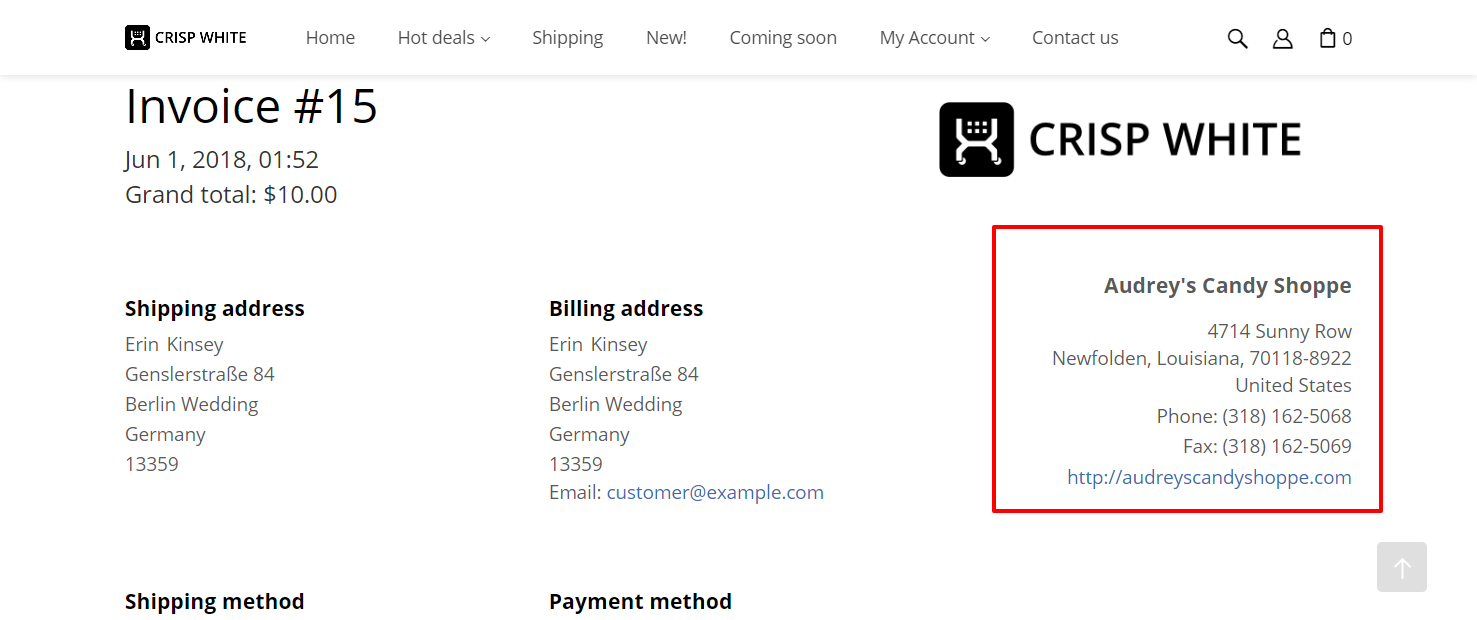 CRISP WHITE
Home
Hot deals
Shipping
New!
Coming soon
My Account
Contact us
0
Invoice #15
Jun 1, 2018, 01:52
Grand total: $10.00
CRISP WHITE
Shipping address
Erin Kinsey
Genslerstraße 84
Berlin Wedding
Germany
13359
Billing address
Erin Kinsey
Genslerstraße 84
Berlin Wedding
Germany
13359
Email: customer@example.com
Audrey's Candy Shoppe
4714 Sunny Row
Newfolden, Louisiana, 70118-8922
United States
Phone: (318) 162-5068
Fax: (318) 162-5069
http://audreyscandyshoppe.com
Shipping method
Payment method